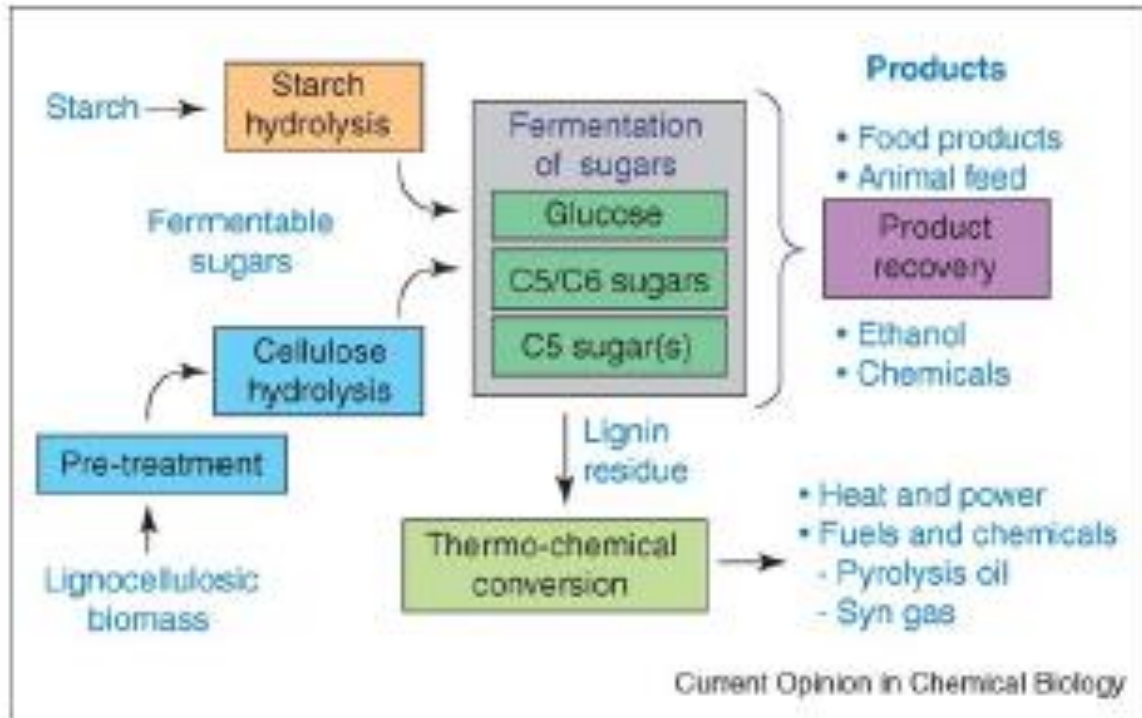 Products
Starch
Starch
hydrolysis
Fermentation
of sugars
Glucose
C5/C6 sugars
C5 sugar(s)
• Food products
• Animal feed
Product
recovery
• Ethanol
• Chemicals
Fermentable
sugars
Cellulose
hydrolysis
Pre-treatment
Lignocellulosic
biomass
Lignin
residue
Thermo-chemical
conversion
• Heat and power
• Fuels and chemicals
- Pyrolysis oil
- Syn gas
Current Opinion in Chemical Biology